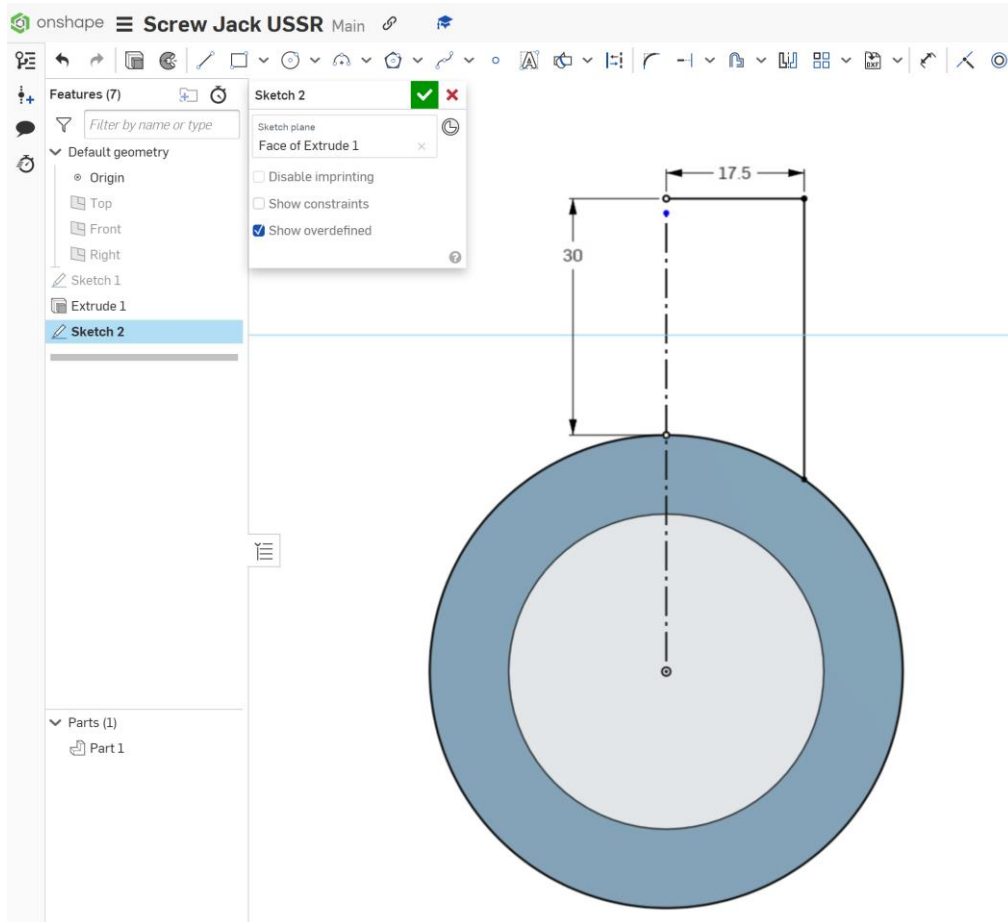 onshape Screw Jack USSR Main
Features (7)
Filter by name or type
Default geometry
Origin
Top
Front
Right
Sketch 1
Extrude 1
Sketch 2
Parts (1)
Part 1
Sketch 2
Sketch plane
Face of Extrude 1
Disable imprinting
Show constraints
Show overdefined
17.5
30